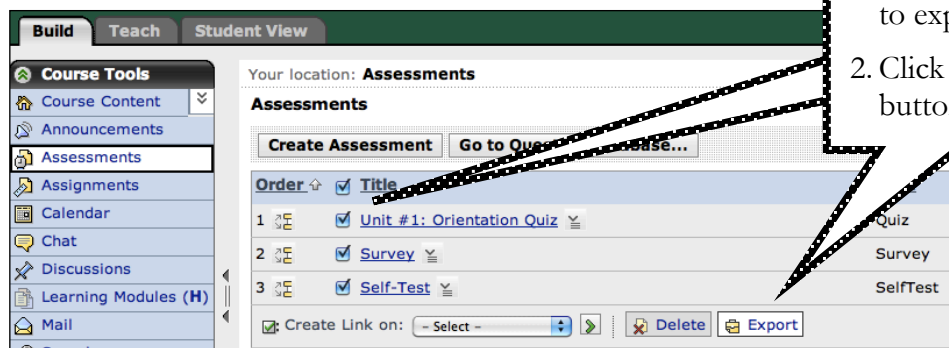 Build Teach Student View
to
2. Click
Course Tools
Course Content
Announcements
Assessments
Assignments
Calendar
Chat
Discussions
Learning Modules (H)
Mail
Your location: Assessments
Assessments
Create Assessment Go to
Order Title
1 Unit #1: Orientation Quiz Quiz
2 Survey Survey
3 Self-Test SelfTest
Create Link on: - Select - Delete Export